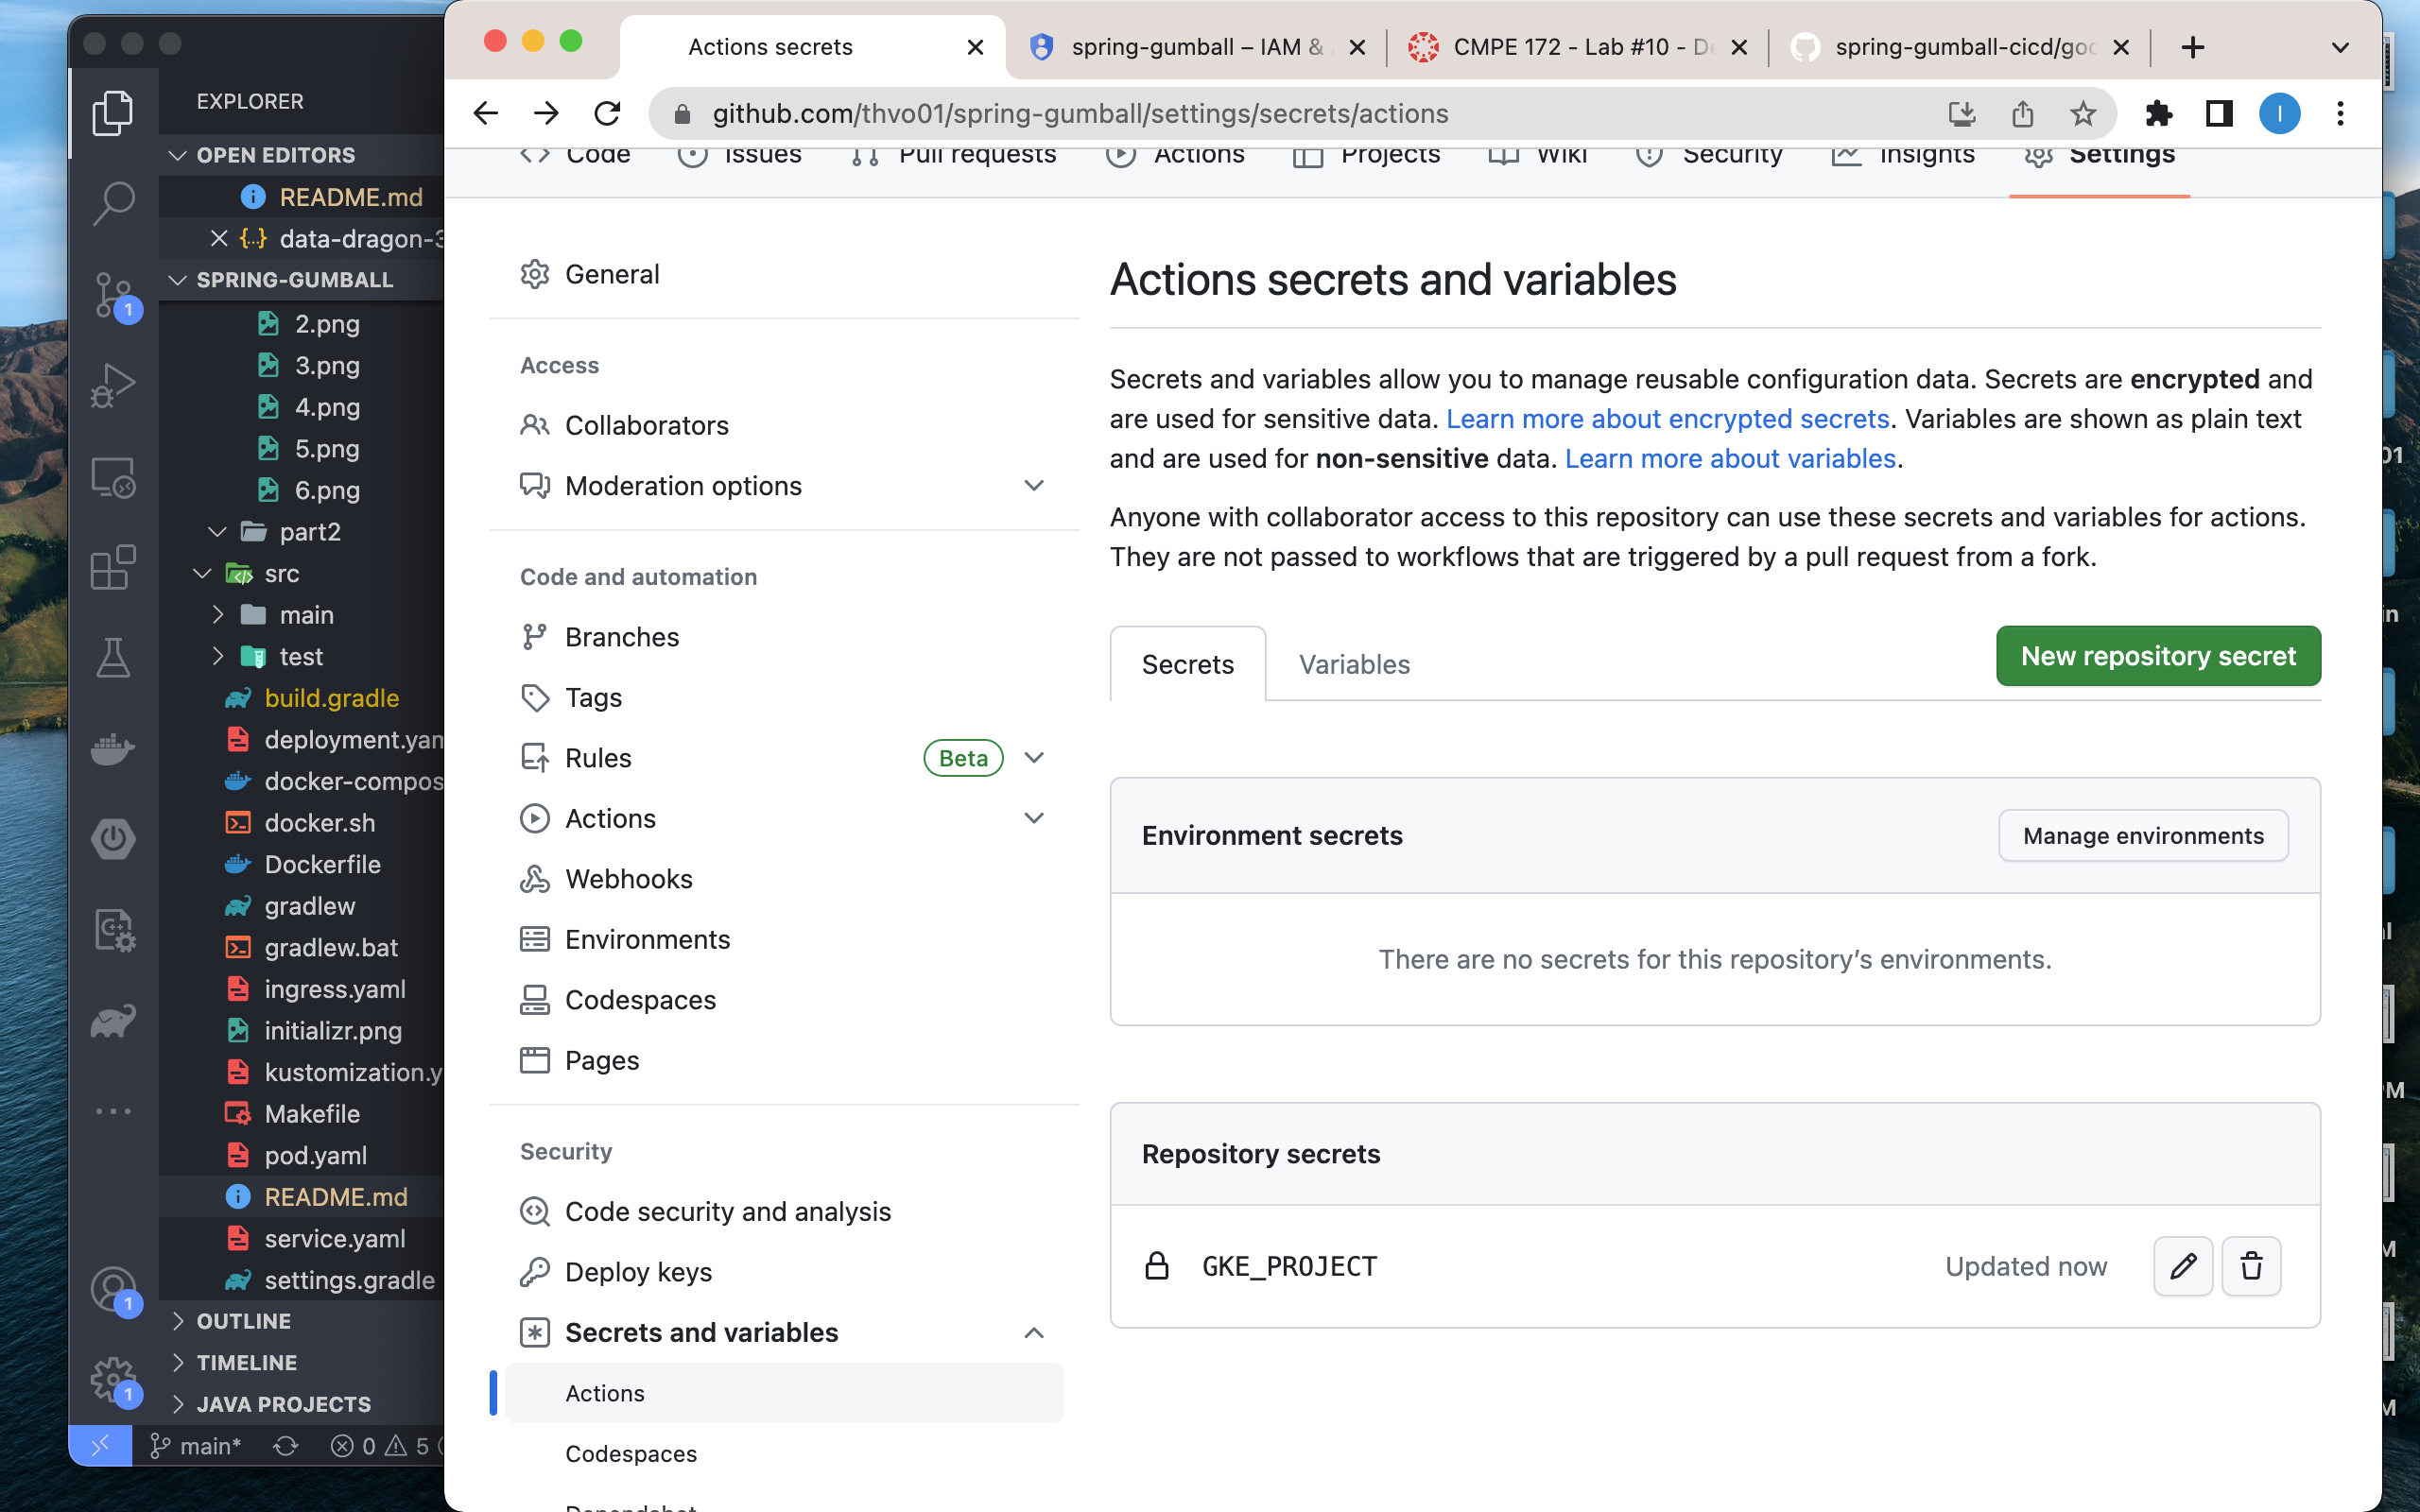 EXPLORER
OPEN EDITORS
README.md
data-dragon-3
SPRING-GUMBALL
2.png
3.png
4.png
5.png
6.png
part2
src
main
test
build.gradle
deployment.yam
docker-compos
docker.sh
Dockerfile
gradlew
gradlew.bat
ingress.yaml
initializr.png
kustomization.y
Makefile
pod.yaml
README.md
service.yaml
settings.gradle
OUTLINE
TIMELINE
JAVA PROJECTS
1
1
1
main*
0
5
Actions secrets
spring-gumball – IAM &
CMPE 172 - Lab #10 - De
spring-gumball-cicd/goo
github.com/thvo01/spring-gumball/settings/secrets/actions
I
Code
Issues
Pull requests
Actions
Projects
Wiki
Security
Insights
Settings
General
Access
Collaborators
Moderation options
Code and automation
Branches
Tags
Rules
Beta
Actions
Webhooks
Environments
Codespaces
Pages
Security
Code security and analysis
Deploy keys
Secrets and variables
Actions
Codespaces
Dependabot
Actions secrets and variables
Secrets and variables allow you to manage reusable configuration data. Secrets are encrypted and
are used for sensitive data. Learn more about encrypted secrets. Variables are shown as plain text
and are used for non-sensitive data. Learn more about variables.
Anyone with collaborator access to this repository can use these secrets and variables for actions.
They are not passed to workflows that are triggered by a pull request from a fork.
Secrets
Variables
New repository secret
Environment secrets
Manage environments
There are no secrets for this repository’s environments.
Repository secrets
GKE_PROJECT
Updated now
01
in
PM